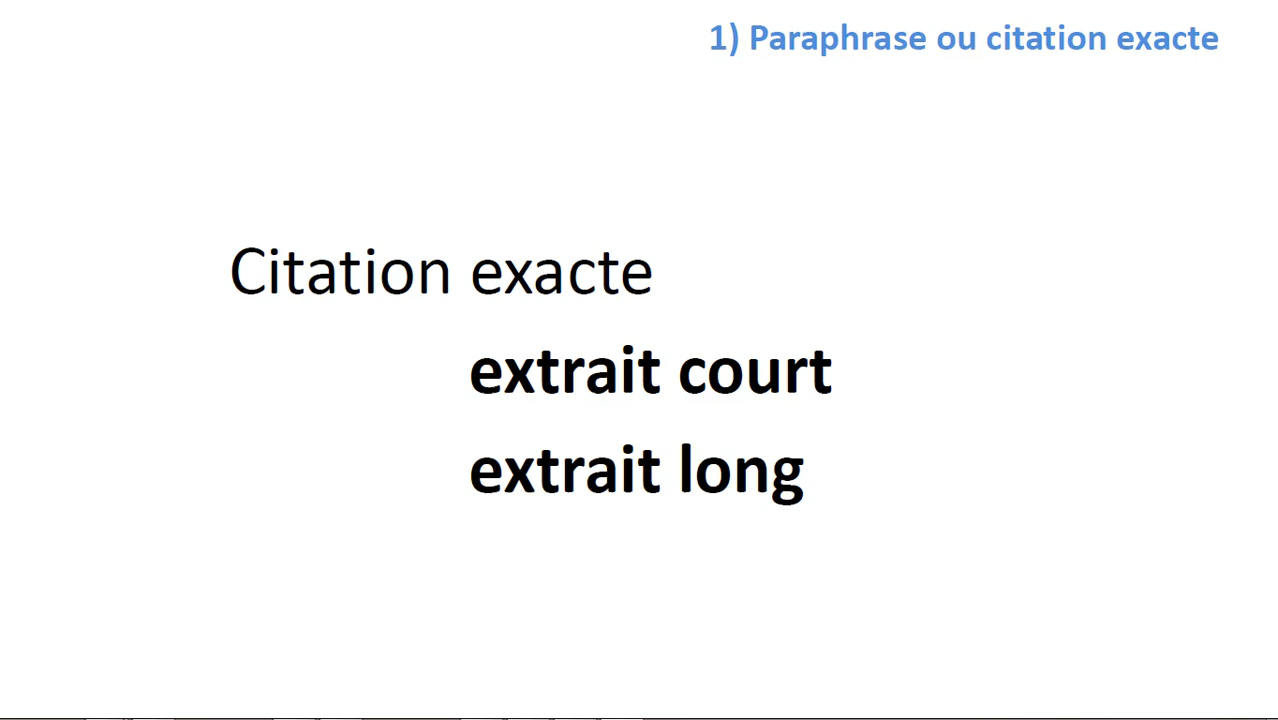 1) Paraphrase ou citation exacte
Citation exacte
extrait court
extrait long